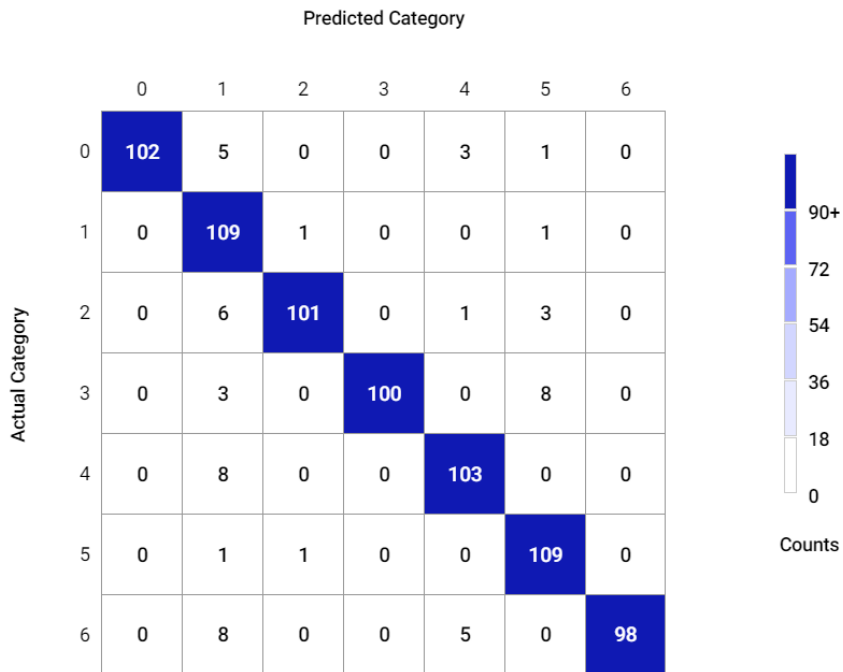 Predicted Category
0 1 2 3 4 5 6
0 102 5 0 0 3 1 0
1 0 109 1 0 0 1 0
2 0 6 101 0 1 3 0
3 0 3 0 100 0 8 0
4 0 8 0 0 103 0 0
5 0 1 1 0 0 109 0
6 0 8 0 0 5 0 98
Actual Category
90+
72
54
36
18
0
Counts